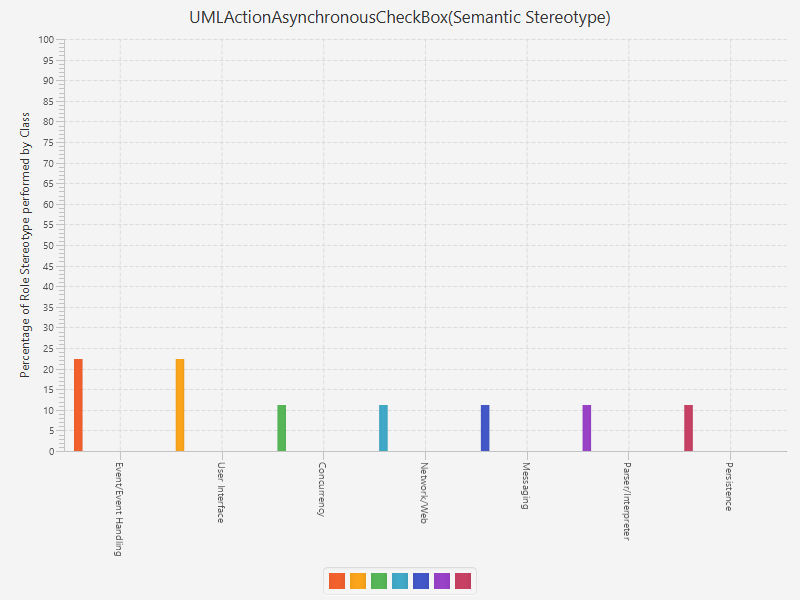 UMLActionAsynchronousCheckBox(Semantic Stereotype)
Percentage of Role Stereotype performed by Class
100
95
90
85
80
75
70
65
60
55
50
45
40
35
30
25
20
15
10
5
0
Event/Event Handling
User Interface
Concurrency
Network/Web
Messaging
Parser/Interpreter
Persistence